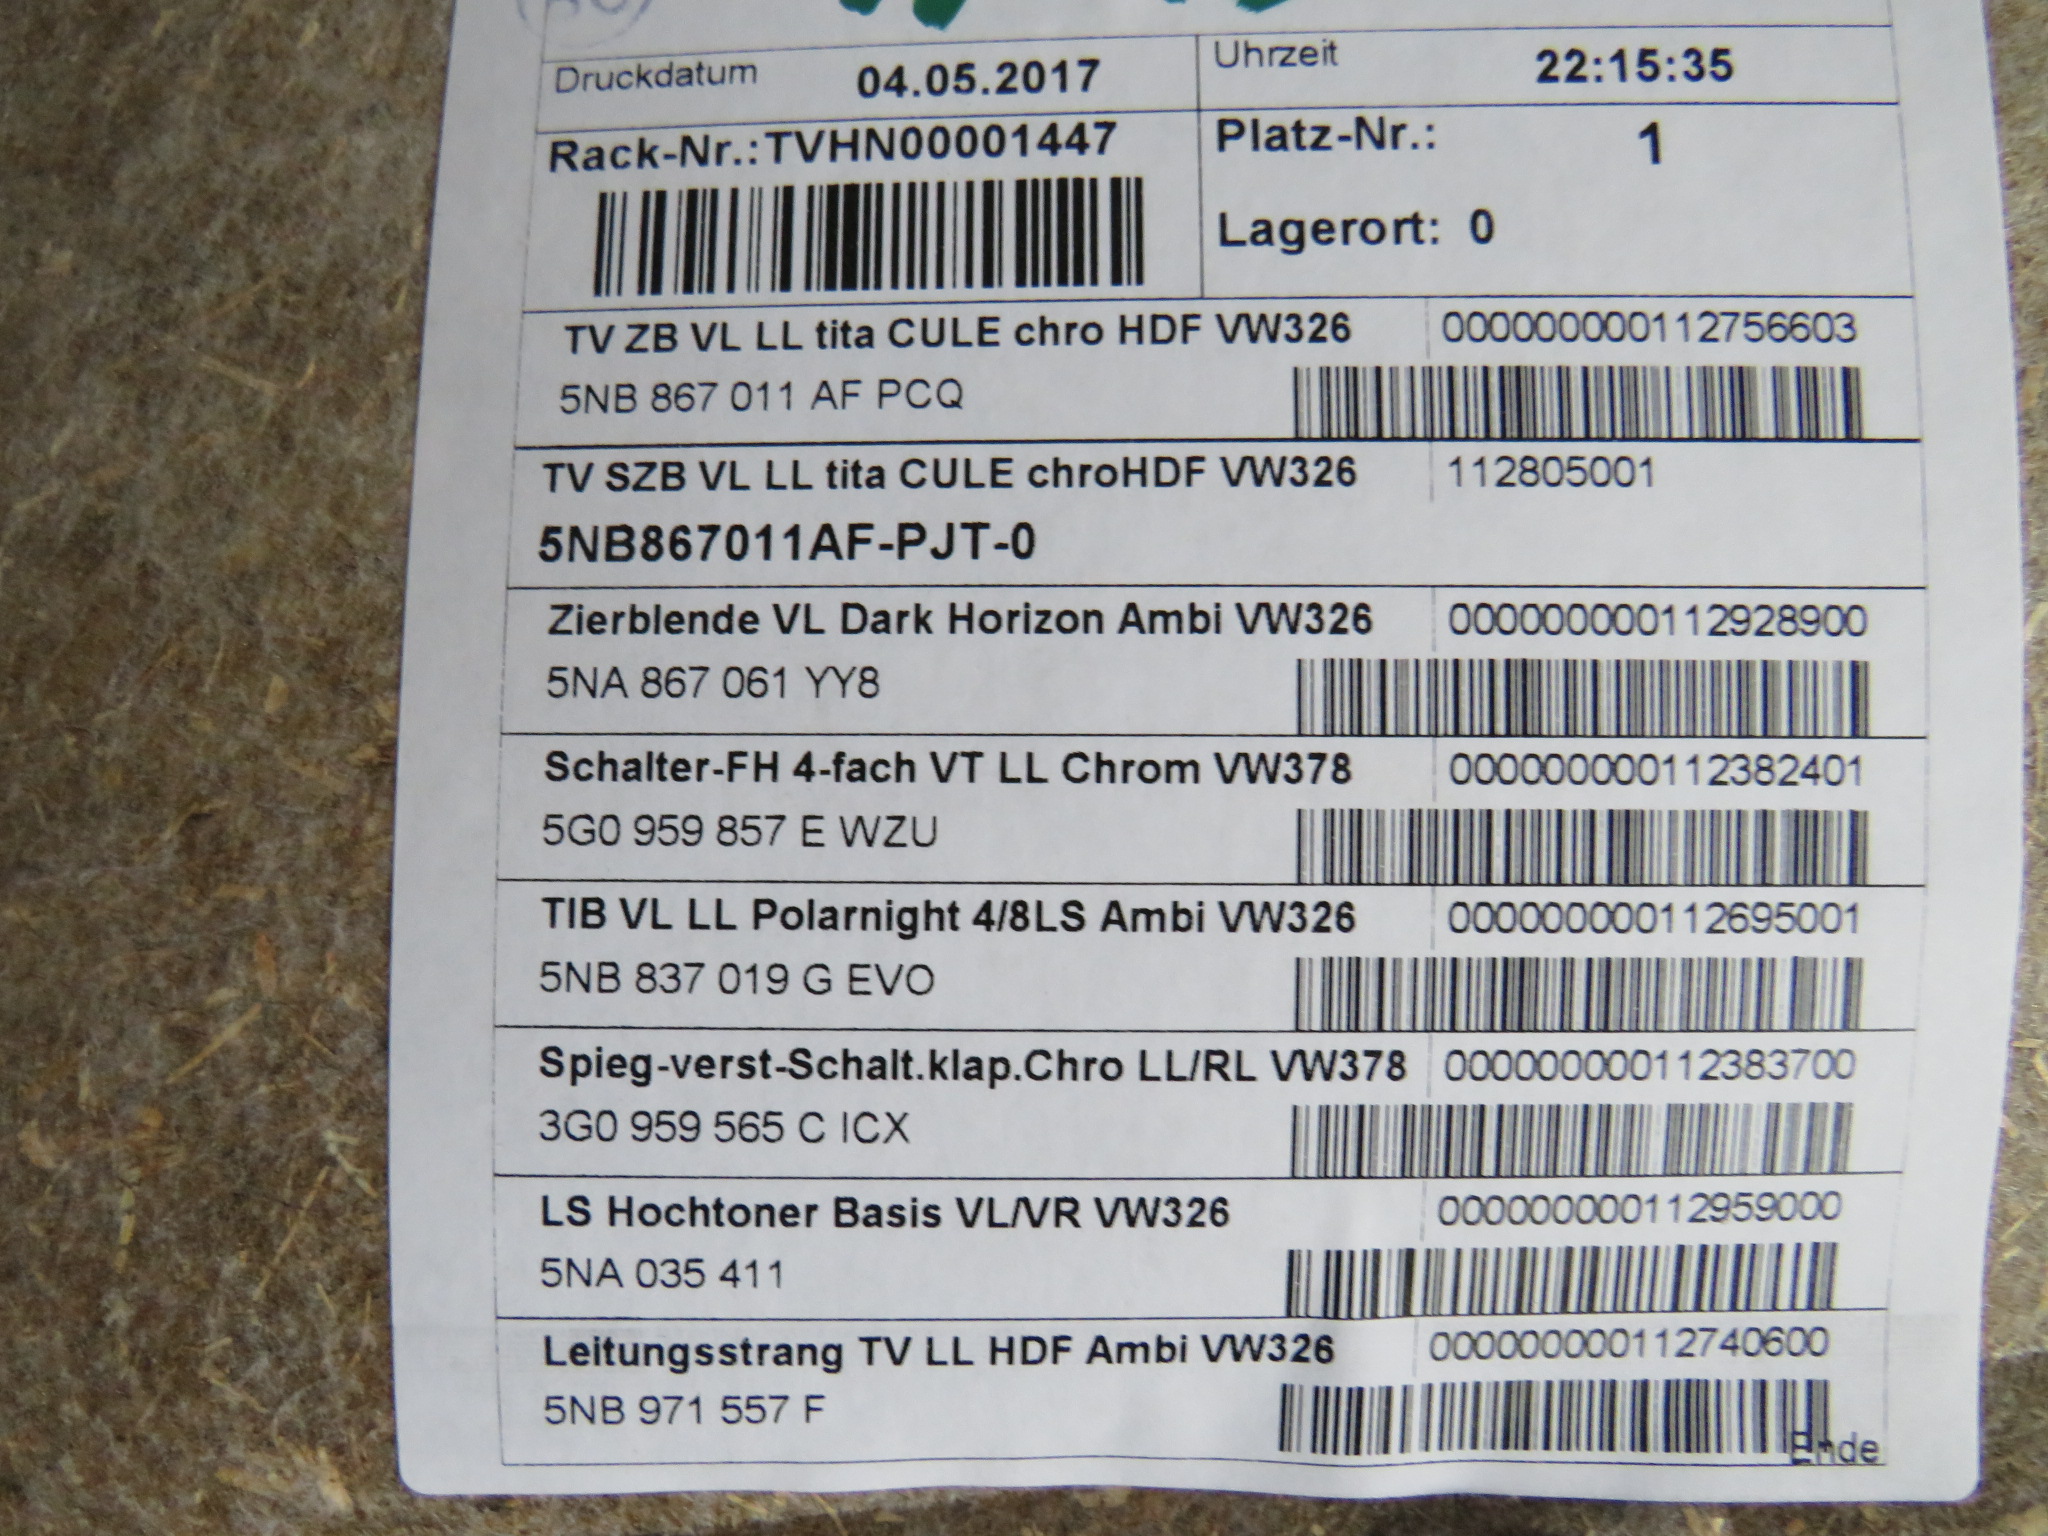 Druckdatum 04.05.2017 Uhrzeit 22:15:35
Rack-Nr.:TVHN00001447 Platz-Nr.: 1
Lagerort: 0
TV ZB VL LL tita CULE chro HDF VW326 000000000112756603
5NB 867 011 AF PCQ
TV SZB VL LL tita CULE chroHDF VW326 112805001
5NB867011AF-PJT-0
Zierblende VL Dark Horizon Ambi VW326 000000000112928900
5NA 867 061 YY8
Schalter-FH 4-fach VT LL Chrom VW378 000000000112382401
5G0 959 857 E WZU
TIB VL LL Polarnight 4/8LS Ambi VW326 000000000112695001
5NB 837 019 G EVO
Spieg-verst-Schalt.klap.Chro LL/RL VW378 000000000112383700
3G0 959 565 C ICX
LS Hochtoner Basis VL/VR VW326 000000000112959000
5NA 035 411
Leitungsstrang TV LL HDF Ambi VW326 000000000112740600
5NB 971 557 F
Ende